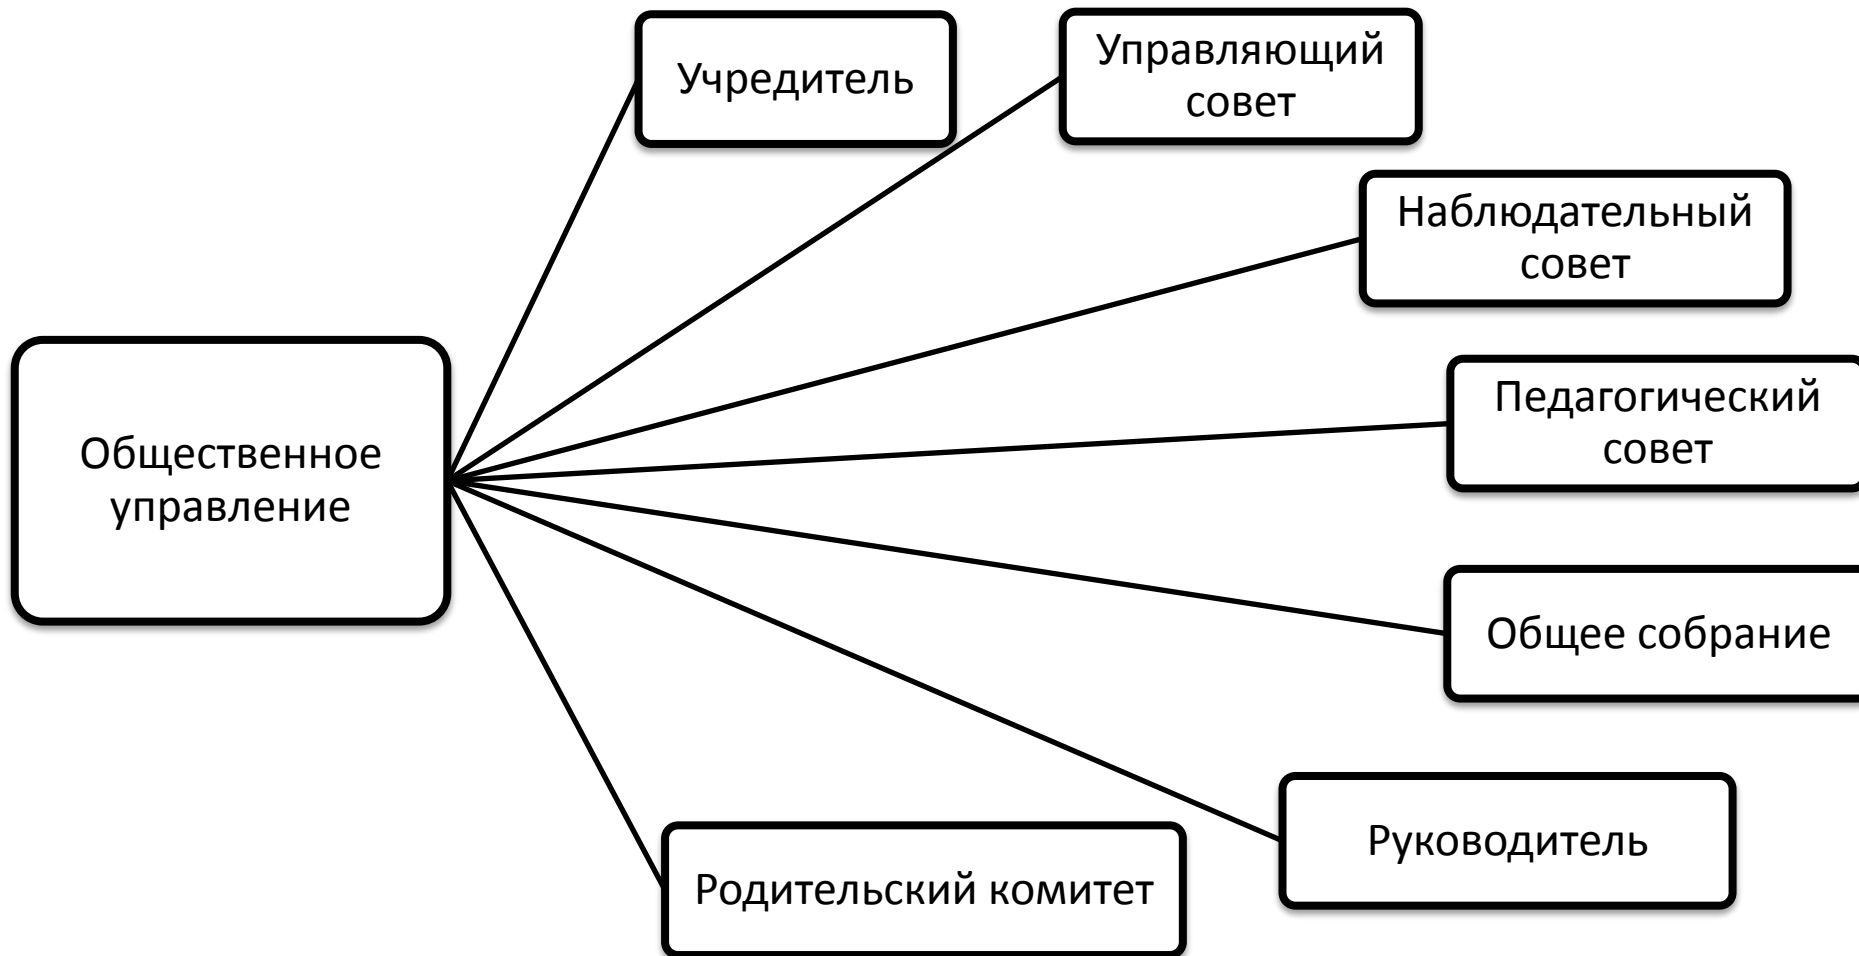 Учредитель
Управляющий
совет
Наблюдательный
совет
Общественное
управление
Педагогический
совет
Общее собрание
Руководитель
Родительский комитет